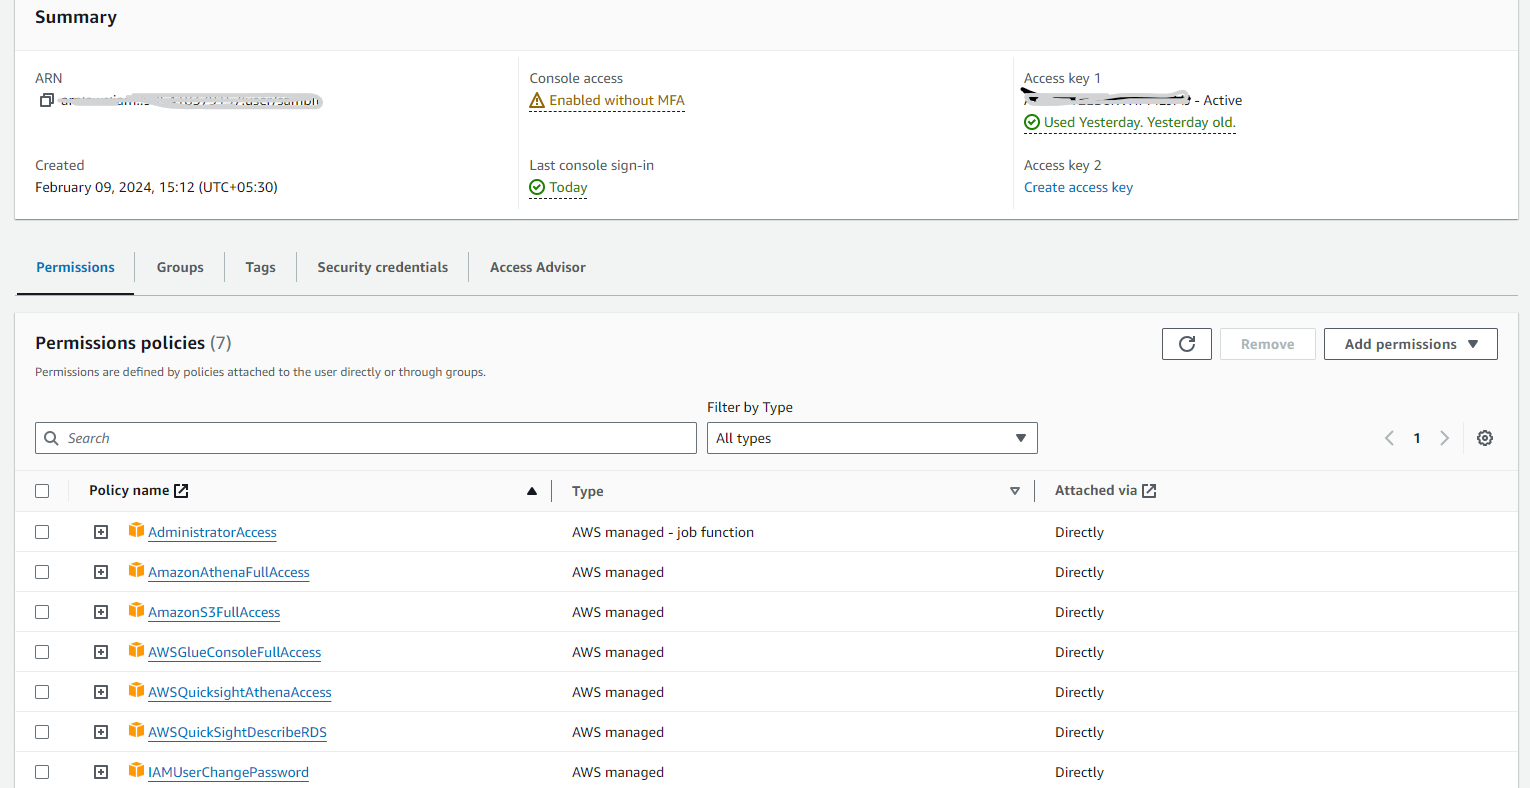 Summary
ARN
Console access
Enabled without MFA
Access key 1
- Active
Used Yesterday. Yesterday old.
Created
February 09, 2024, 15:12 (UTC+05:30)
Last console sign-in
Today
Access key 2
Create access key
Permissions Groups Tags Security credentials Access Advisor
Permissions policies (7)
Remove
Add permissions
Permissions are defined by policies attached to the user directly or through groups.
Filter by Type
Search
All types
1
Policy name Type Attached via
AdministratorAccess AWS managed - job function Directly
AmazonAthenaFullAccess AWS managed Directly
AmazonS3FullAccess AWS managed Directly
AWSGlueConsoleFullAccess AWS managed Directly
AWSQuicksightAthenaAccess AWS managed Directly
AWSQuickSightDescribeRDS AWS managed Directly
IAMUserChangePassword AWS managed Directly